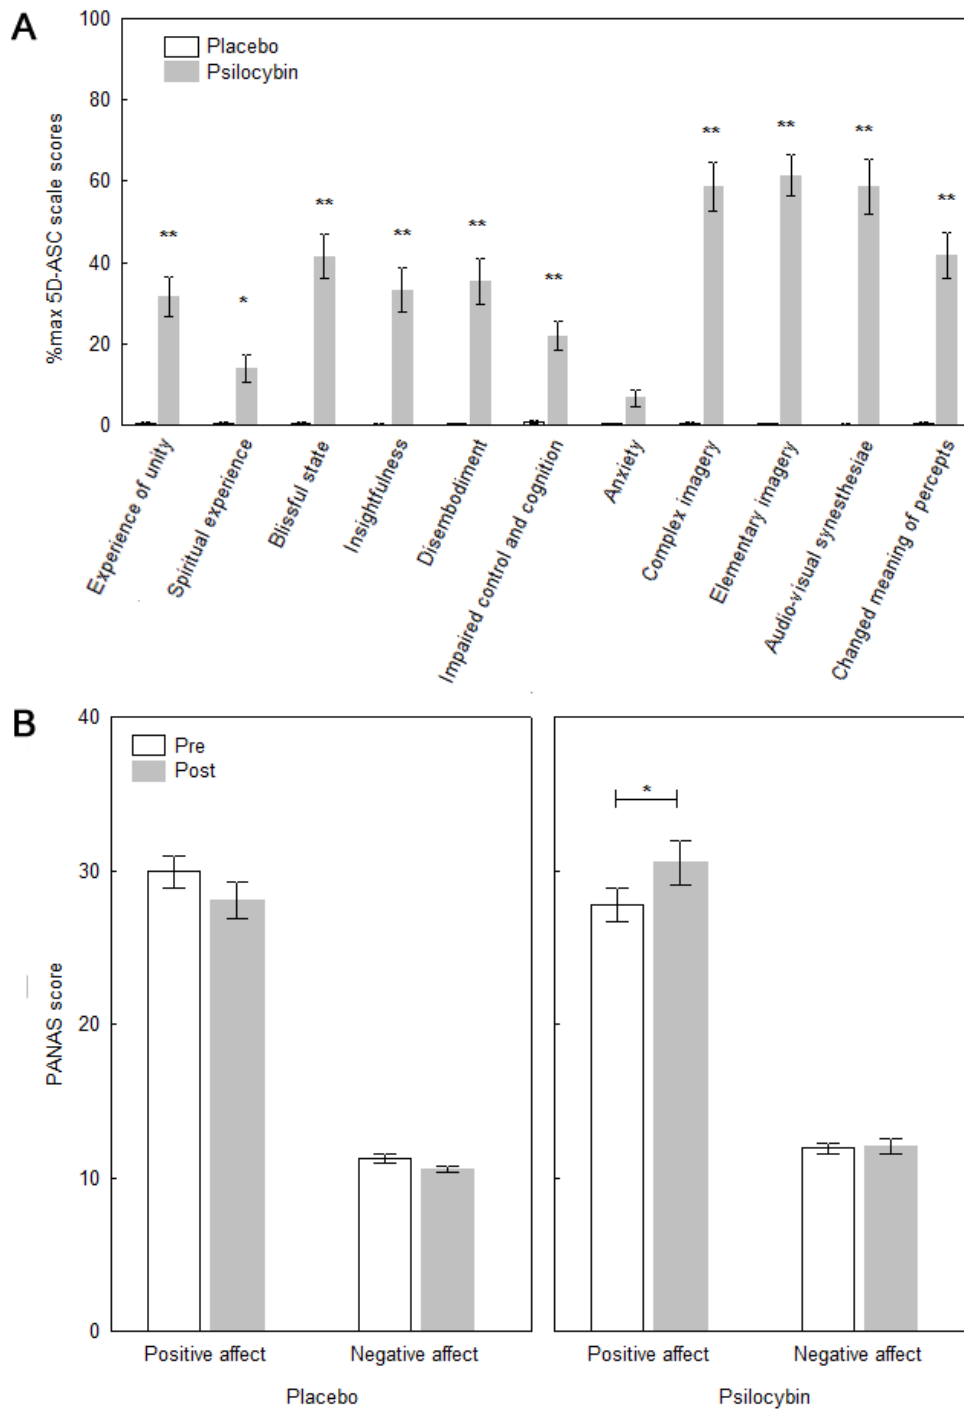 A
100
80
60
40
20
0
%max 5D-ASC scale scores
Placebo
Psilocybin
**
*
**
**
**
**
**
**
**
**
Experience of unity
Spiritual experience
Blissful state
Insightfulness
Disembodiment
Impaired control and cognition
Anxiety
Complex imagery
Elementary imagery
Audio-visual synesthesiae
Changed meaning of percepts
B
40
30
20
10
0
PANAS score
Pre
Post
*
Positive affect Negative affect Positive affect Negative affect
Placebo Psilocybin